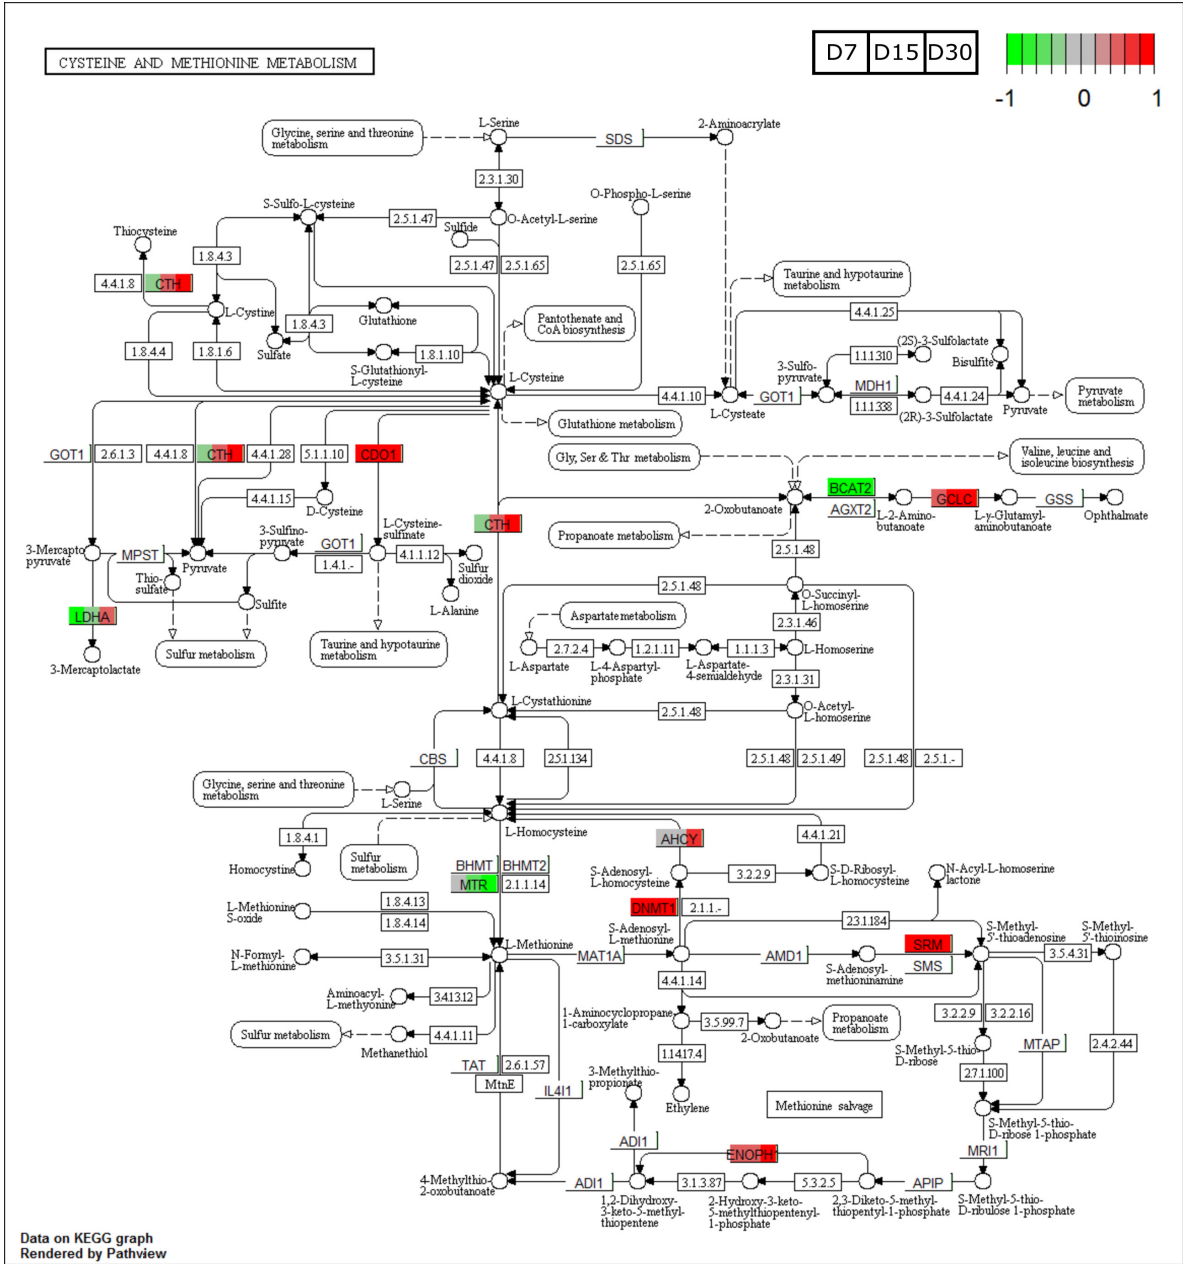 CYSTEINE AND METHIONINE METABOLISM
D7 D15 D30
-1 0 1
Glycine, serine and threonine
metabolism
L-Serine
SDS
2-Aminoacrylate
2.3.1.30
O-Phospho-L-serine
S-Sulfo-L-cysteine
2.5.1.47
O-Acetyl-L-serine
Sulfide
Thiocysteine
1.8.4.3
2.5.1.47
2.5.1.65
2.5.1.65
4.4.1.8
CTH
Taurine and hypotaurine
metabolism
L-Cystine
Glutathione
1.8.4.3
Pantothenate and
CoA biosynthesis
4.4.1.25
1.8.4.4
1.8.1.6
Sulfate
1.8.1.10
S-Glutathionyl-
L-cysteine
L-Cysteine
3-Sulfo-
pyruvate
1.1.1.310
(2S)-3-Sulfolactate
Bisulfite
MDH1
1.1.1.338
4.4.1.10
L-Cysteate
GOT1
(2R)-3-Sulfolactate
4.4.1.24
Pyruvate
Pyruvate
metabolism
Glutathione metabolism
GOT1
2.6.1.3
4.4.1.8
CTH
4.4.1.28
5.1.1.10
CDO1
Gly, Ser & Thr metabolism
Valine, leucine and
isoleucine biosynthesis
4.4.1.15
D-Cysteine
BCAT2
AGXT2
2-Oxobutanoate
L-2-Amino-
butanoate
GCLC
L-γ-Glutamyl-
aminobutanoate
GSS
Ophthalmate
CTH
Propanoate metabolism
3-Mercapto
pyruvate
MPST
Pyruvate
3-Sulfino-
pyruvate
GOT1
1.4.1.-
L-Cysteine-
sulfinate
4.1.1.12
Sulfur
dioxide
L-Alanine
Thio-
sulfate
Sulfite
2.5.1.48
2.5.1.48
O-Succinyl-
L-homoserine
LDHA
3-Mercaptolactate
Sulfur metabolism
Taurine and hypotaurine
metabolism
Aspartate metabolism
2.3.1.46
L-Aspartate
2.7.2.4
L-4-Aspartyl-
phosphate
1.2.1.11
L-Aspartate-
4-semialdehyde
1.1.1.3
L-Homoserine
2.3.1.31
L-Cystathionine
2.5.1.48
O-Acetyl-
L-homoserine
CBS
4.4.1.8
2.5.1.134
2.5.1.48
2.5.1.49
2.5.1.48
2.5.1.-
Glycine, serine and threonine
metabolism
L-Serine
L-Homocysteine
1.8.4.1
Homocystine
Sulfur
metabolism
AHCY
4.4.1.21
BHMT
BHMT2
MTR
2.1.1.14
S-Adenosyl-
L-homocysteine
3.2.2.9
S-D-Ribosyl-
L-homocysteine
N-Acyl-L-homoserine
lactone
L-Methionine
S-oxide
1.8.4.13
1.8.4.14
DNMT1
2.1.1.-
2.3.1.184
S-Adenosyl-
L-methionine
S-Methyl-
5'-thioadenosine
S-Methyl-
5'-thioinosine
N-Formyl-
L-methionine
3.5.1.31
L-Methionine
MAT1A
AMD1
S-Adenosyl-
methioninamine
SRM
SMS
3.5.4.31
Aminoacyl-
L-methyonine
3.4.13.12
4.4.1.14
Sulfur metabolism
4.4.1.11
Methanethiol
1-Aminocyclopropane
1-carboxylate
3.5.99.7
2-Oxobutanoate
Propanoate
metabolism
3.2.2.9
3.2.2.16
MTAP
2.4.2.44
S-Methyl-5-thio-
D-ribose
TAT
2.6.1.57
MtnE
IL4I1
1.14.17.4
Ethylene
3-Methylthio-
propionate
2.7.1.100
Methionine salvage
S-Methyl-5-thio-
D-ribose 1-phosphate
ADI1
ENOPH1
MRI1
4-Methylthio-
2-oxobutanoate
ADI1
3.1.3.87
5.3.2.5
APIP
1,2-Dihydroxy-
3-keto-5-methyl-
thiopentene
2-Hydroxy-3-keto-
5-methylthiopentenyl-
1-phosphate
2,3-Diketo-5-methyl-
thiopentyl-1-phosphate
S-Methyl-5-thio-
D-ribulose 1-phosphate
Data on KEGG graph
Rendered by Pathview